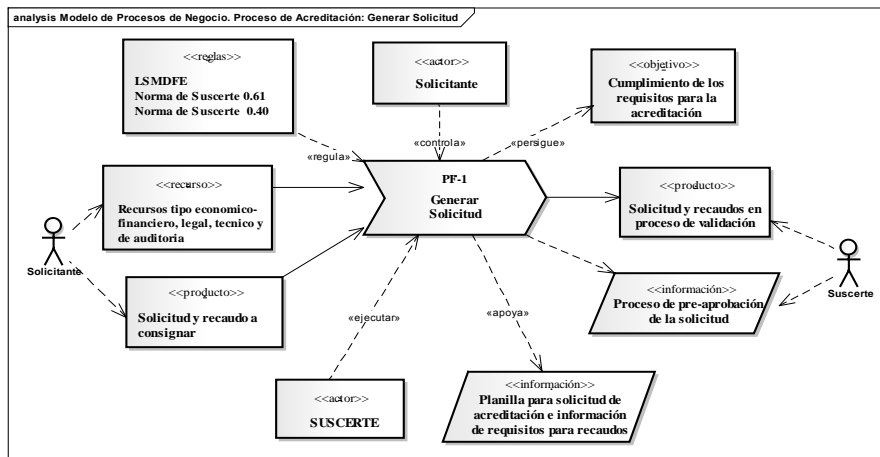 analysis Modelo de Procesos de Negocio. Proceso de Acreditación: Generar Solicitud
<<reglas>>
LSMDFE
Norma de Suscerte 0.61
Norma de Suscerte 0.40
<<actor>>
Solicitante
<<objetivo>>
Cumplimiento de los
requisitos para la
acreditación
«regula»
«controla»
«persigue»
PF-1
Generar
Solicitud
<<recurso>>
Recursos tipo economico-
financiero, legal, tecnico y
de auditoria
<<producto>>
Solicitud y recaudos en
proceso de validación
Solicitante
Suscerte
<<producto>>
Solicitud y recaudo a
consignar
<<información>>
Proceso de pre-aprobación
de la solicitud
«ejecutar»
«apoya»
<<actor>>
SUSCERTE
<<información>>
Planilla para solicitud de
acreditación e información
de requisitos para recaudos